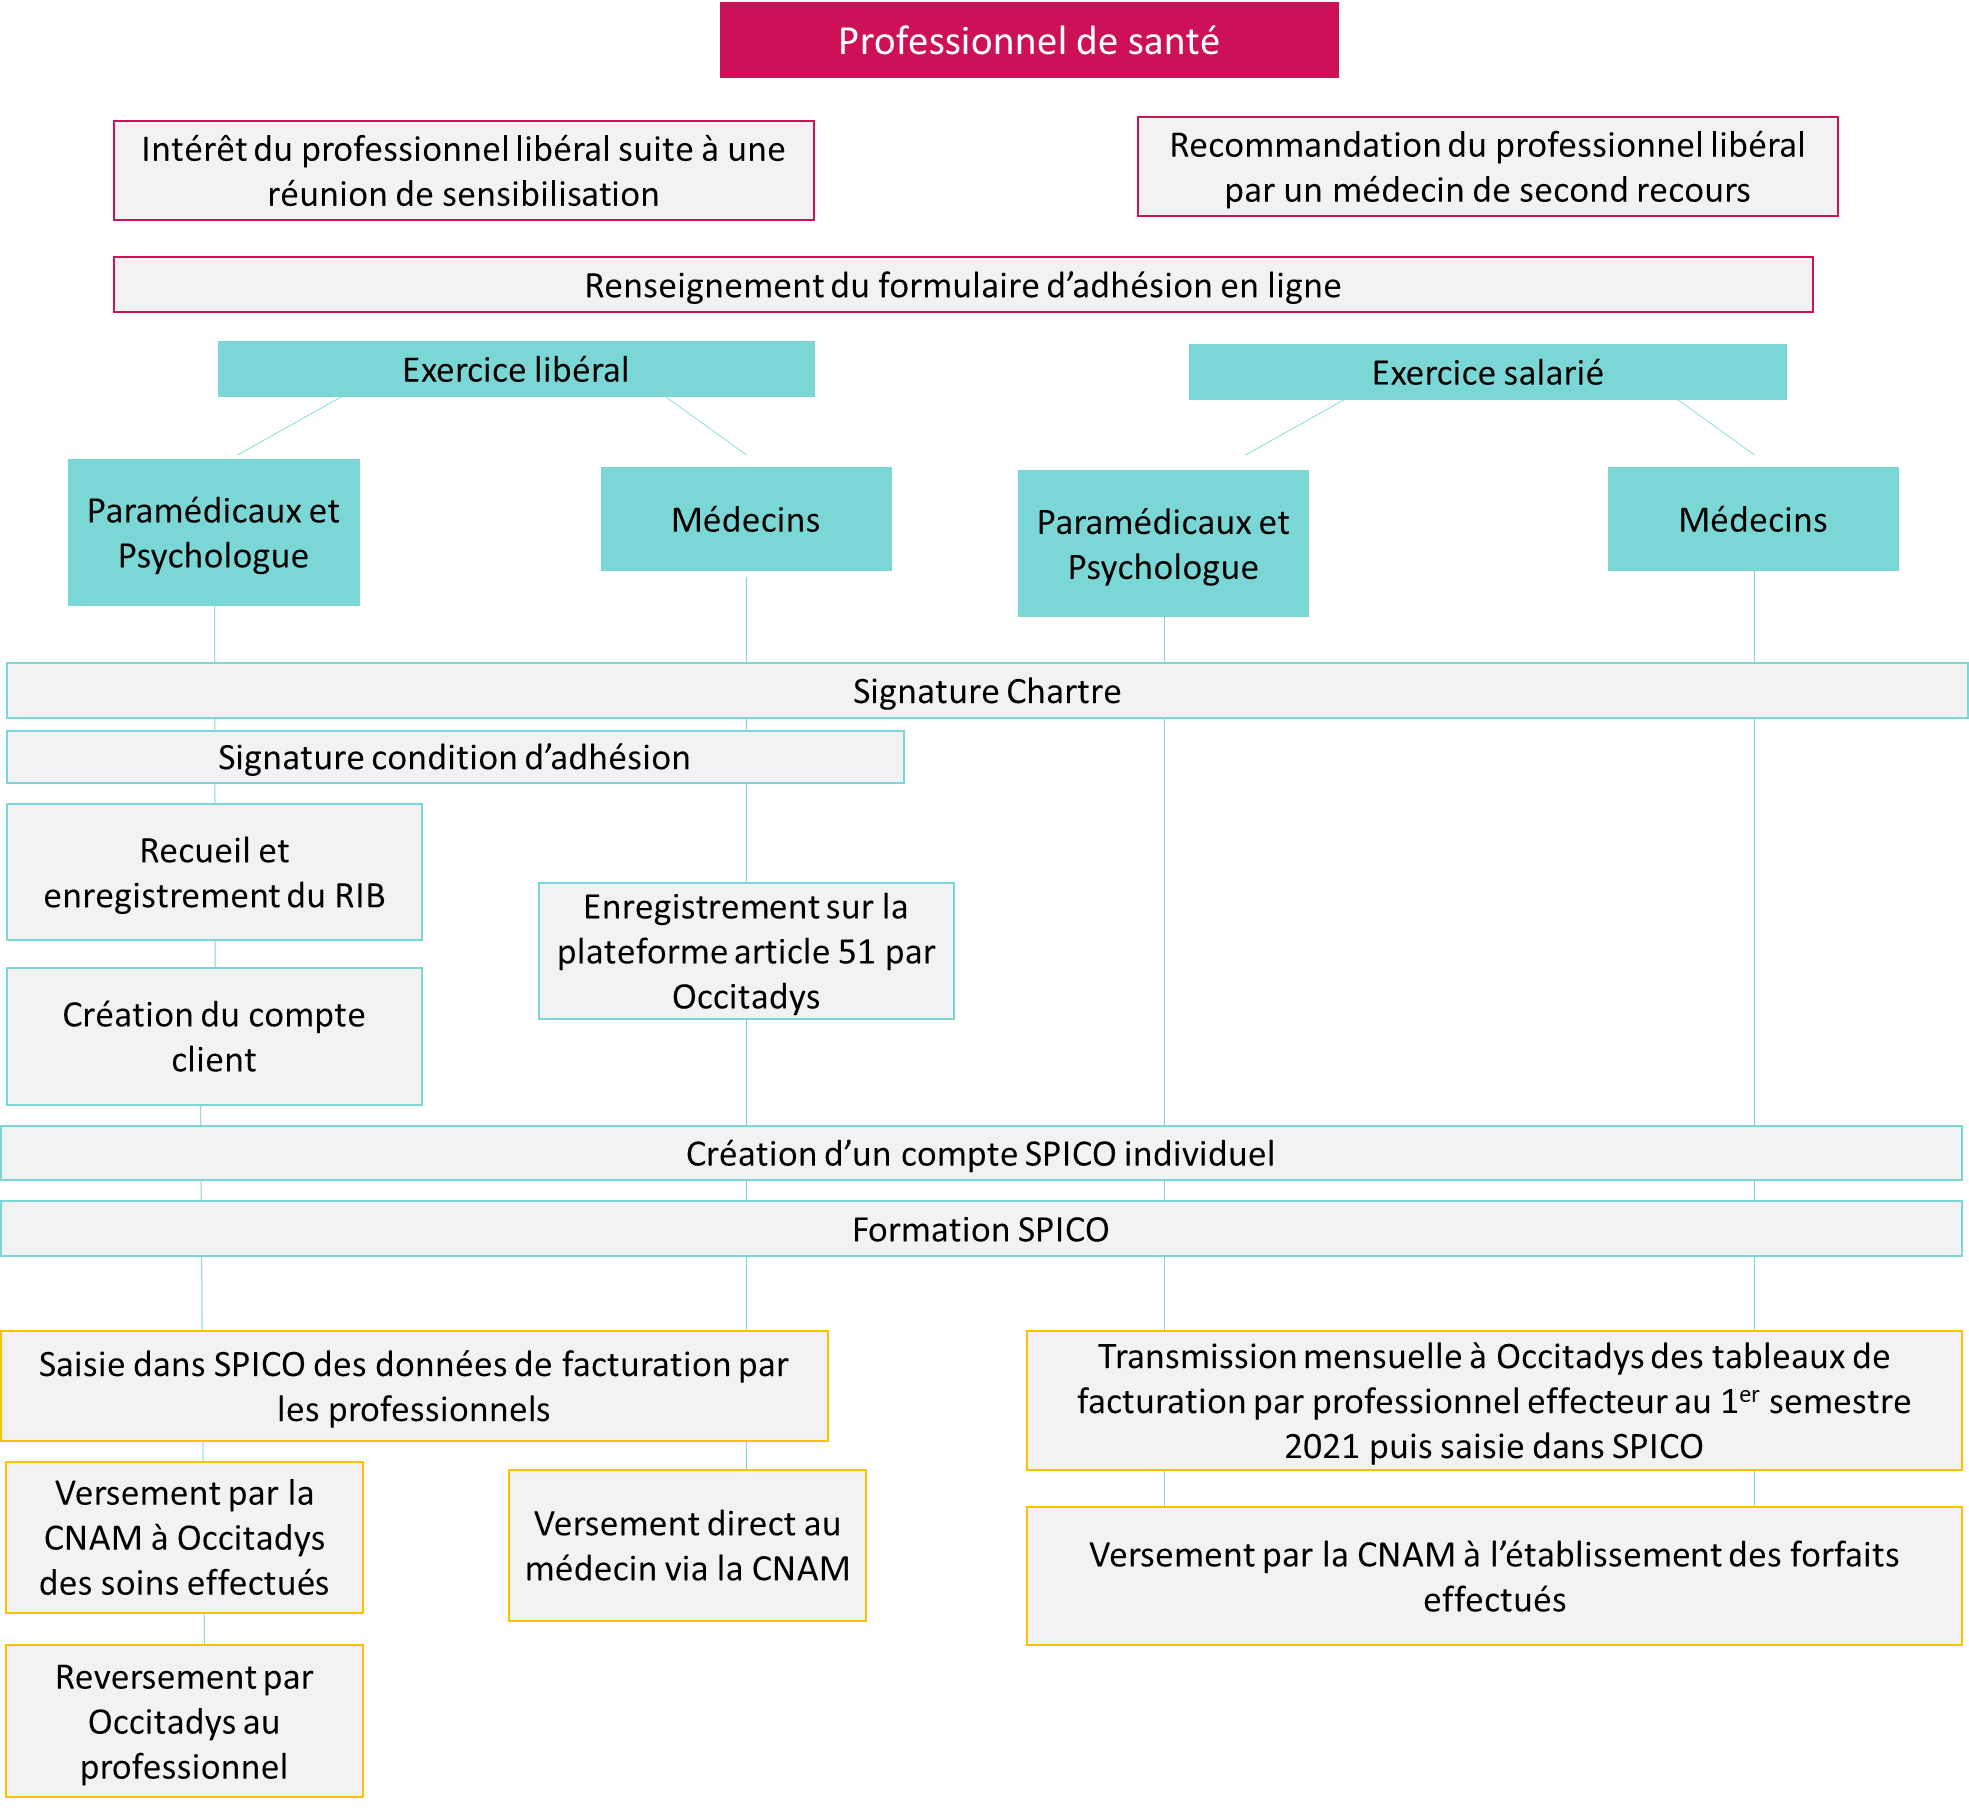 Professionnel de santé
Intérêt du professionnel libéral suite à une
réunion de sensibilisation
Recommandation du professionnel libéral
par un médecin de second recours
Renseignement du formulaire d’adhésion en ligne
Exercice libéral
Exercice salarié
Paramédicaux et
Psychologue
Médecins
Paramédicaux et
Psychologue
Médecins
Signature Chartre
Signature condition d’adhésion
Recueil et
enregistrement du RIB
Enregistrement sur la
plateforme article 51 par
Occitadys
Création du compte
client
Création d’un compte SPICO individuel
Formation SPICO
Saisie dans SPICO des données de facturation par
les professionnels
Transmission mensuelle à Occitadys des tableaux de
facturation par professionnel effecteur au 1er semestre
2021 puis saisie dans SPICO
Versement par la
CNAM à Occitadys
des soins effectués
Versement direct au
médecin via la CNAM
Versement par la CNAM à l’établissement des forfaits
effectués
Reversement par
Occitadys au
professionnel